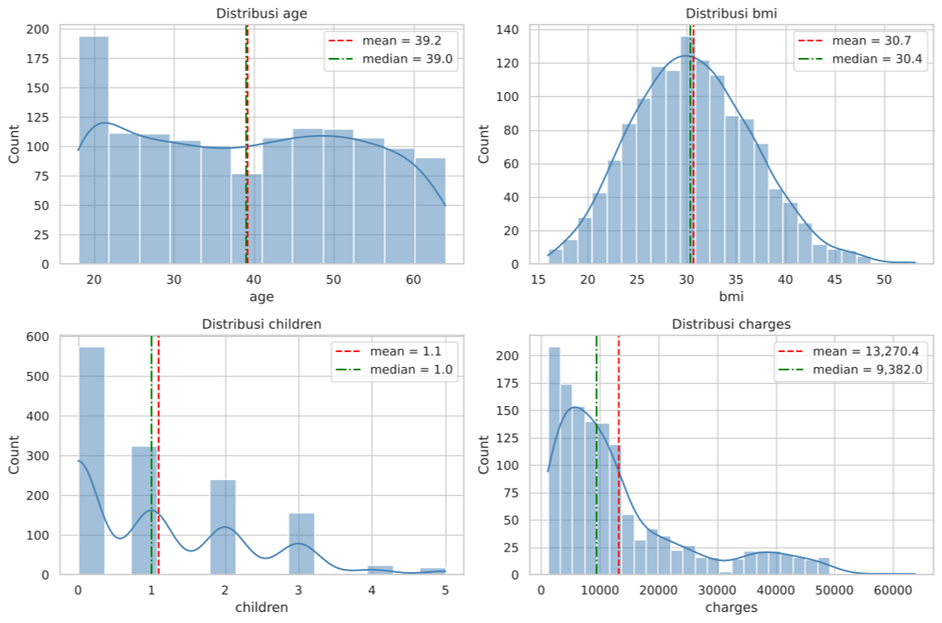 Distribusi age
200
175
150
125
100
75
50
25
0
Count
20
30
40
50
60
age
mean = 39.2
median = 39.0
Distribusi bmi
140
120
100
80
60
40
20
0
Count
15
20
25
30
35
40
45
50
bmi
mean = 30.7
median = 30.4
Distribusi children
600
500
400
300
200
100
0
Count
0
1
2
3
4
5
children
mean = 1.1
median = 1.0
Distribusi charges
200
175
150
125
100
75
50
25
0
Count
0
10000
20000
30000
40000
50000
60000
charges
mean = 13,270.4
median = 9,382.0